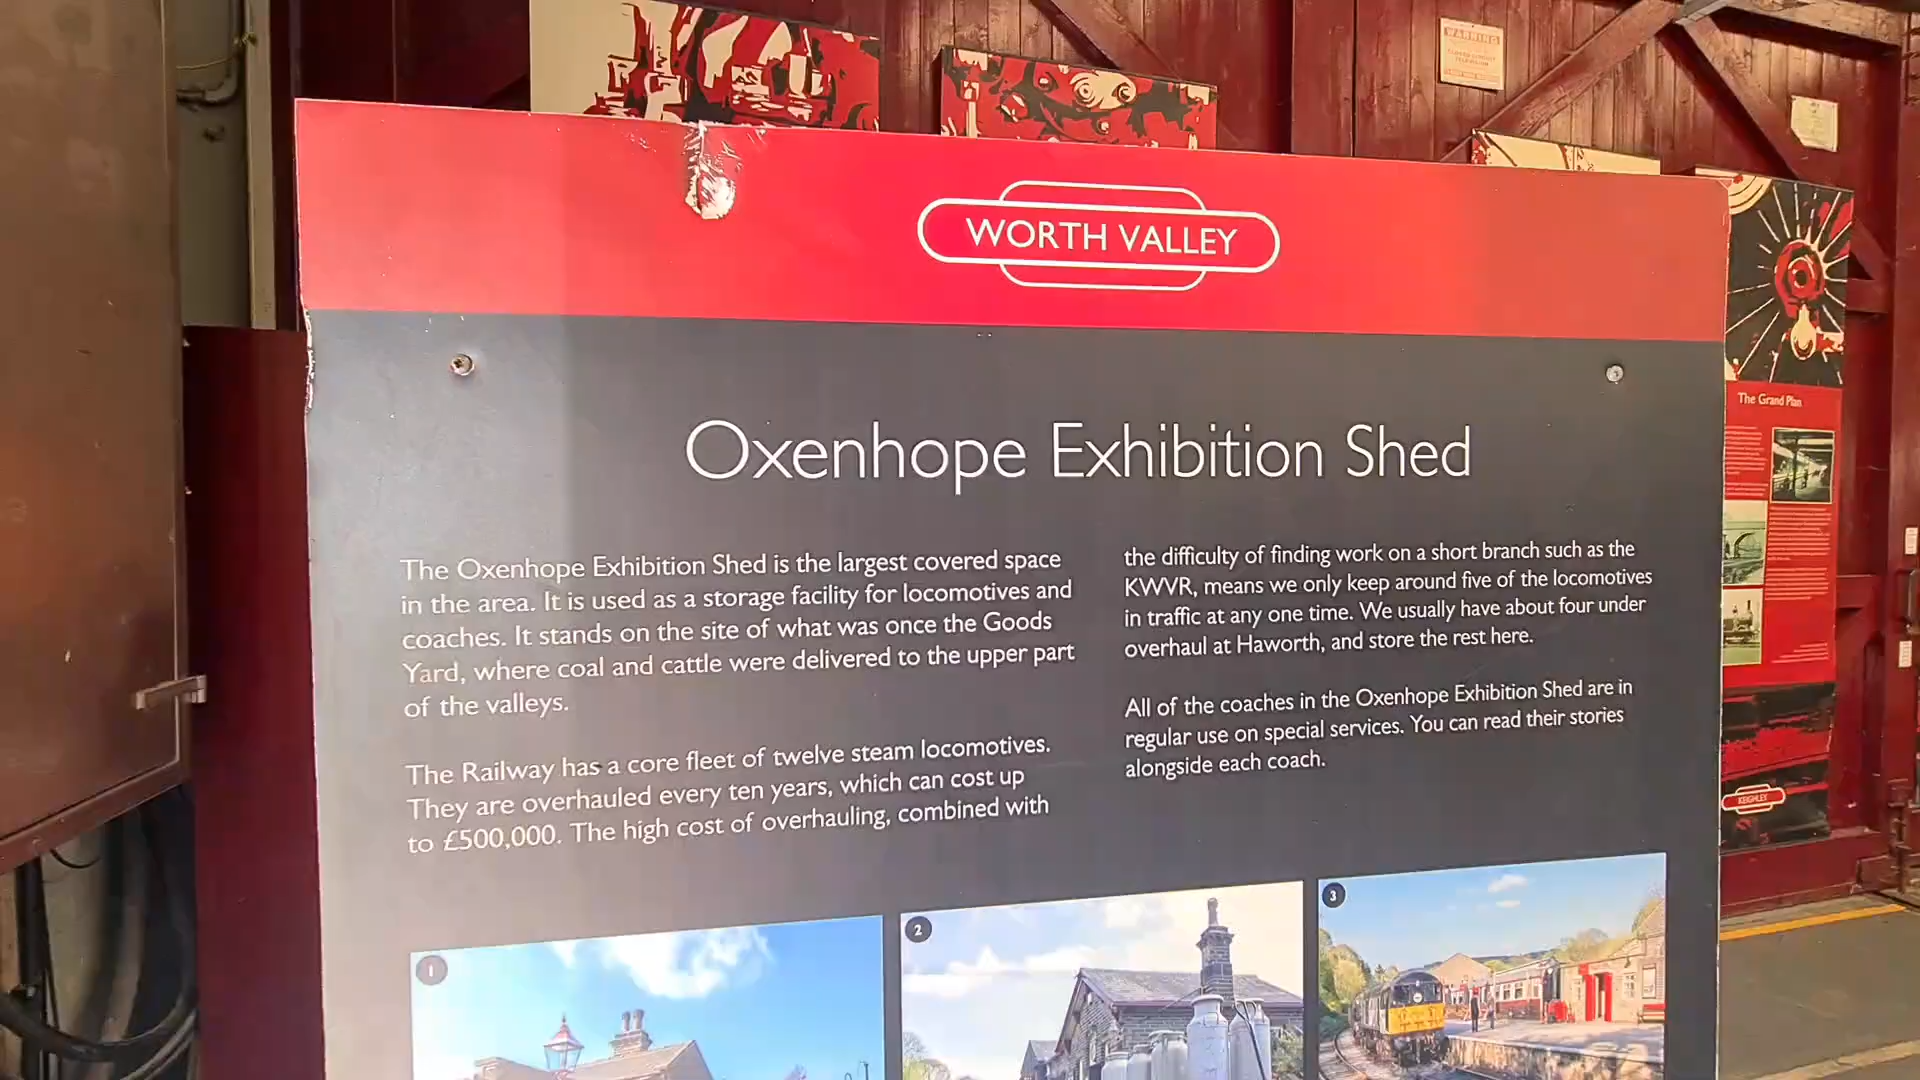 WARNING
WORTH VALLEY
The Grand Plan
Oxenhope Exhibition Shed
The Oxenhope Exhibition Shed is the largest covered space
in the area. It is used as a storage facility for locomotives and
coaches. It stands on the site of what was once the Goods
Yard, where coal and cattle were delivered to the upper part
of the valleys.
The Railway has a core fleet of twelve steam locomotives.
They are overhauled every ten years, which can cost up
to £500,000. The high cost of overhauling, combined with
the difficulty of finding work on a short branch such as the
KWVR, means we only keep around five of the locomotives
in traffic at any one time. We usually have about four under
overhaul at Haworth, and store the rest here.
All of the coaches in the Oxenhope Exhibition Shed are in
regular use on special services. You can read their stories
alongside each coach.
KEIGHLEY
1
2
3